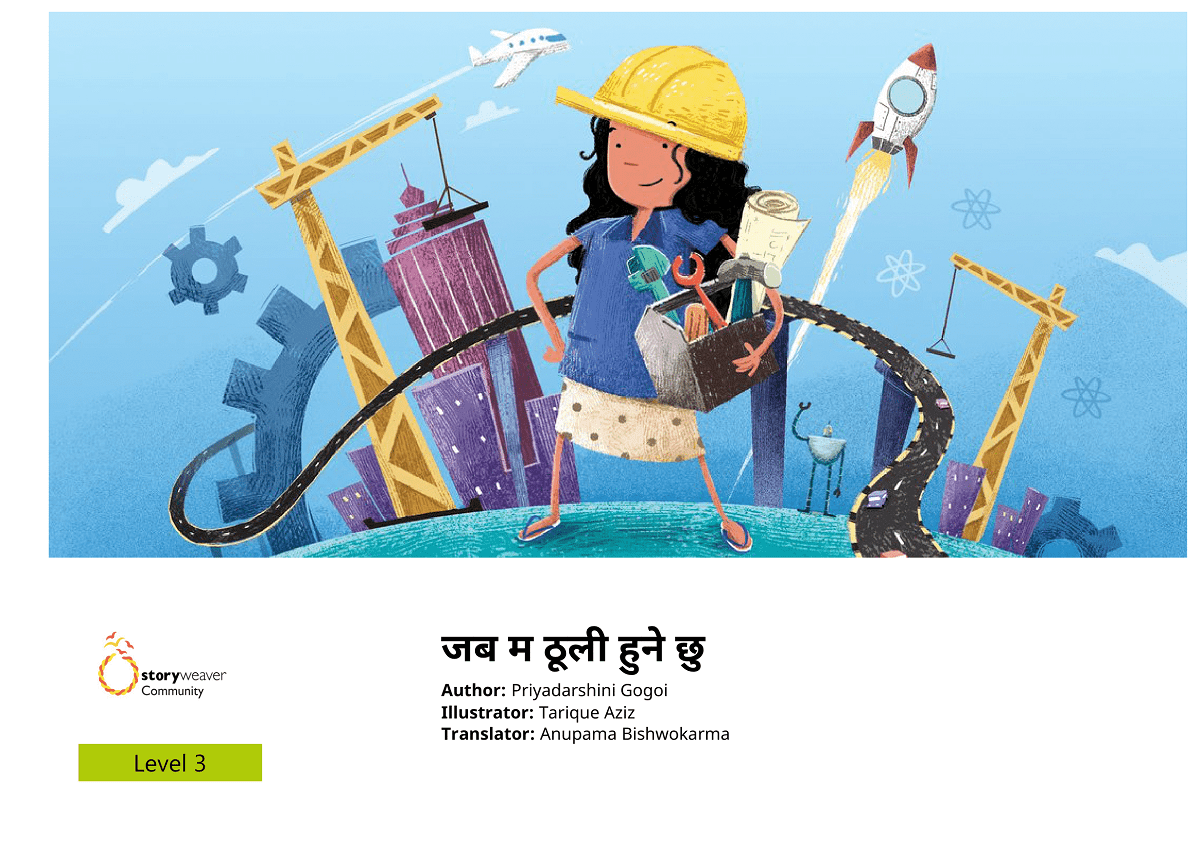 storyweaver
Community
Level 3
जब म ठूली हुने छु
Author: Priyadarshini Gogoi
Illustrator: Tarique Aziz
Translator: Anupama Bishwokarma